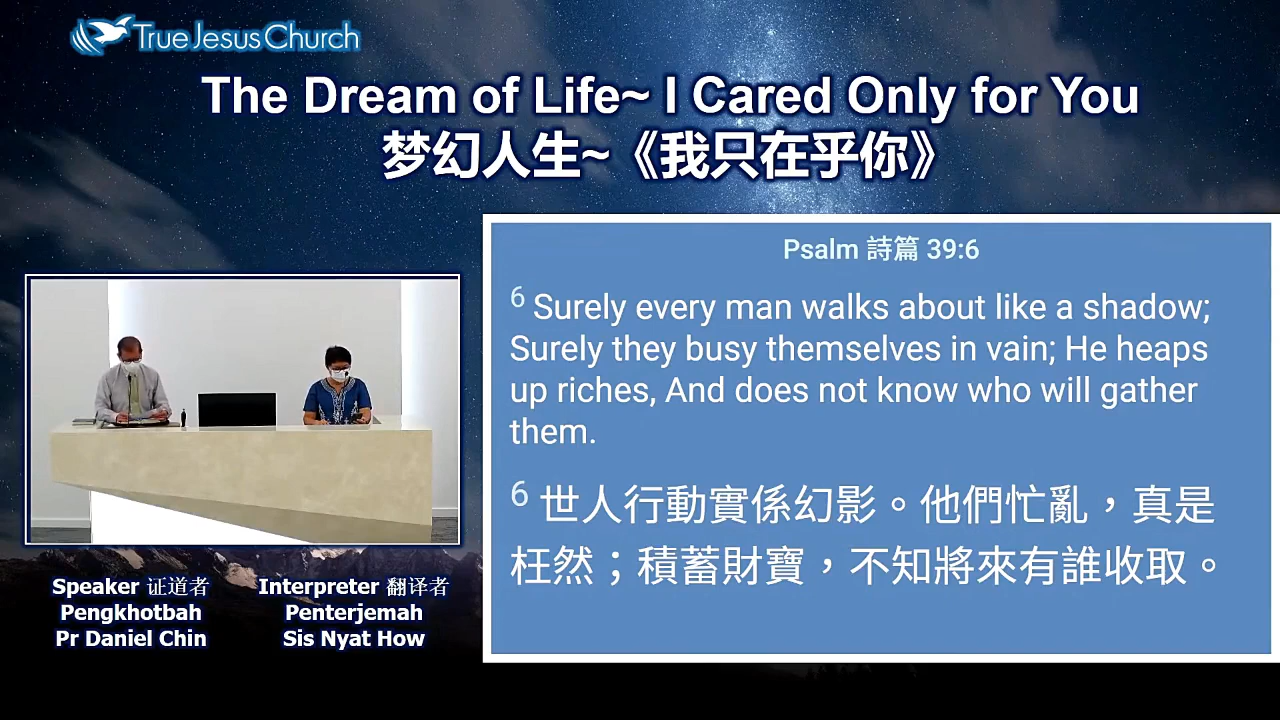 TrueJesusChurch
The Dream of Life~ I Cared Only for You
梦幻人生~《我只在乎你》
Psalm 詩篇 39:6
6 Surely every man walks about like a shadow;
Surely they busy themselves in vain; He heaps
up riches, And does not know who will gather
them.
6 世人行動實係幻影。他們忙亂，真是
枉然；積蓄財寶，不知將來有誰收取。
Speaker 证道者
Pengkhotbah
Pr Daniel Chin
Interpreter 翻译者
Penterjemah
Sis Nyat How